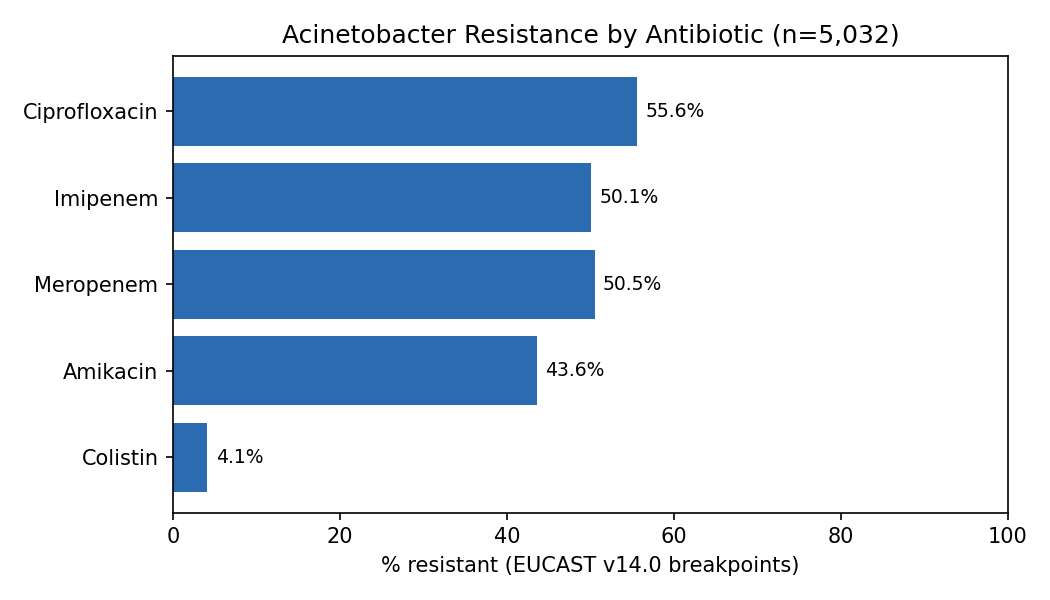 Acinetobacter Resistance by Antibiotic (n=5,032)
Ciprofloxacin 55.6%
Imipenem 50.1%
Meropenem 50.5%
Amikacin 43.6%
Colistin 4.1%
0 20 40 60 80 100
% resistant (EUCAST v14.0 breakpoints)